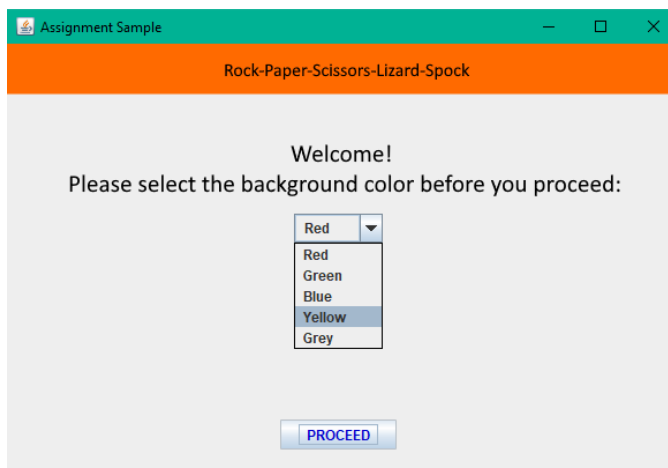 Assignment Sample
Rock-Paper-Scissors-Lizard-Spock
Welcome!
Please select the background color before you proceed:
Red
Red
Green
Blue
Yellow
Grey
PROCEED